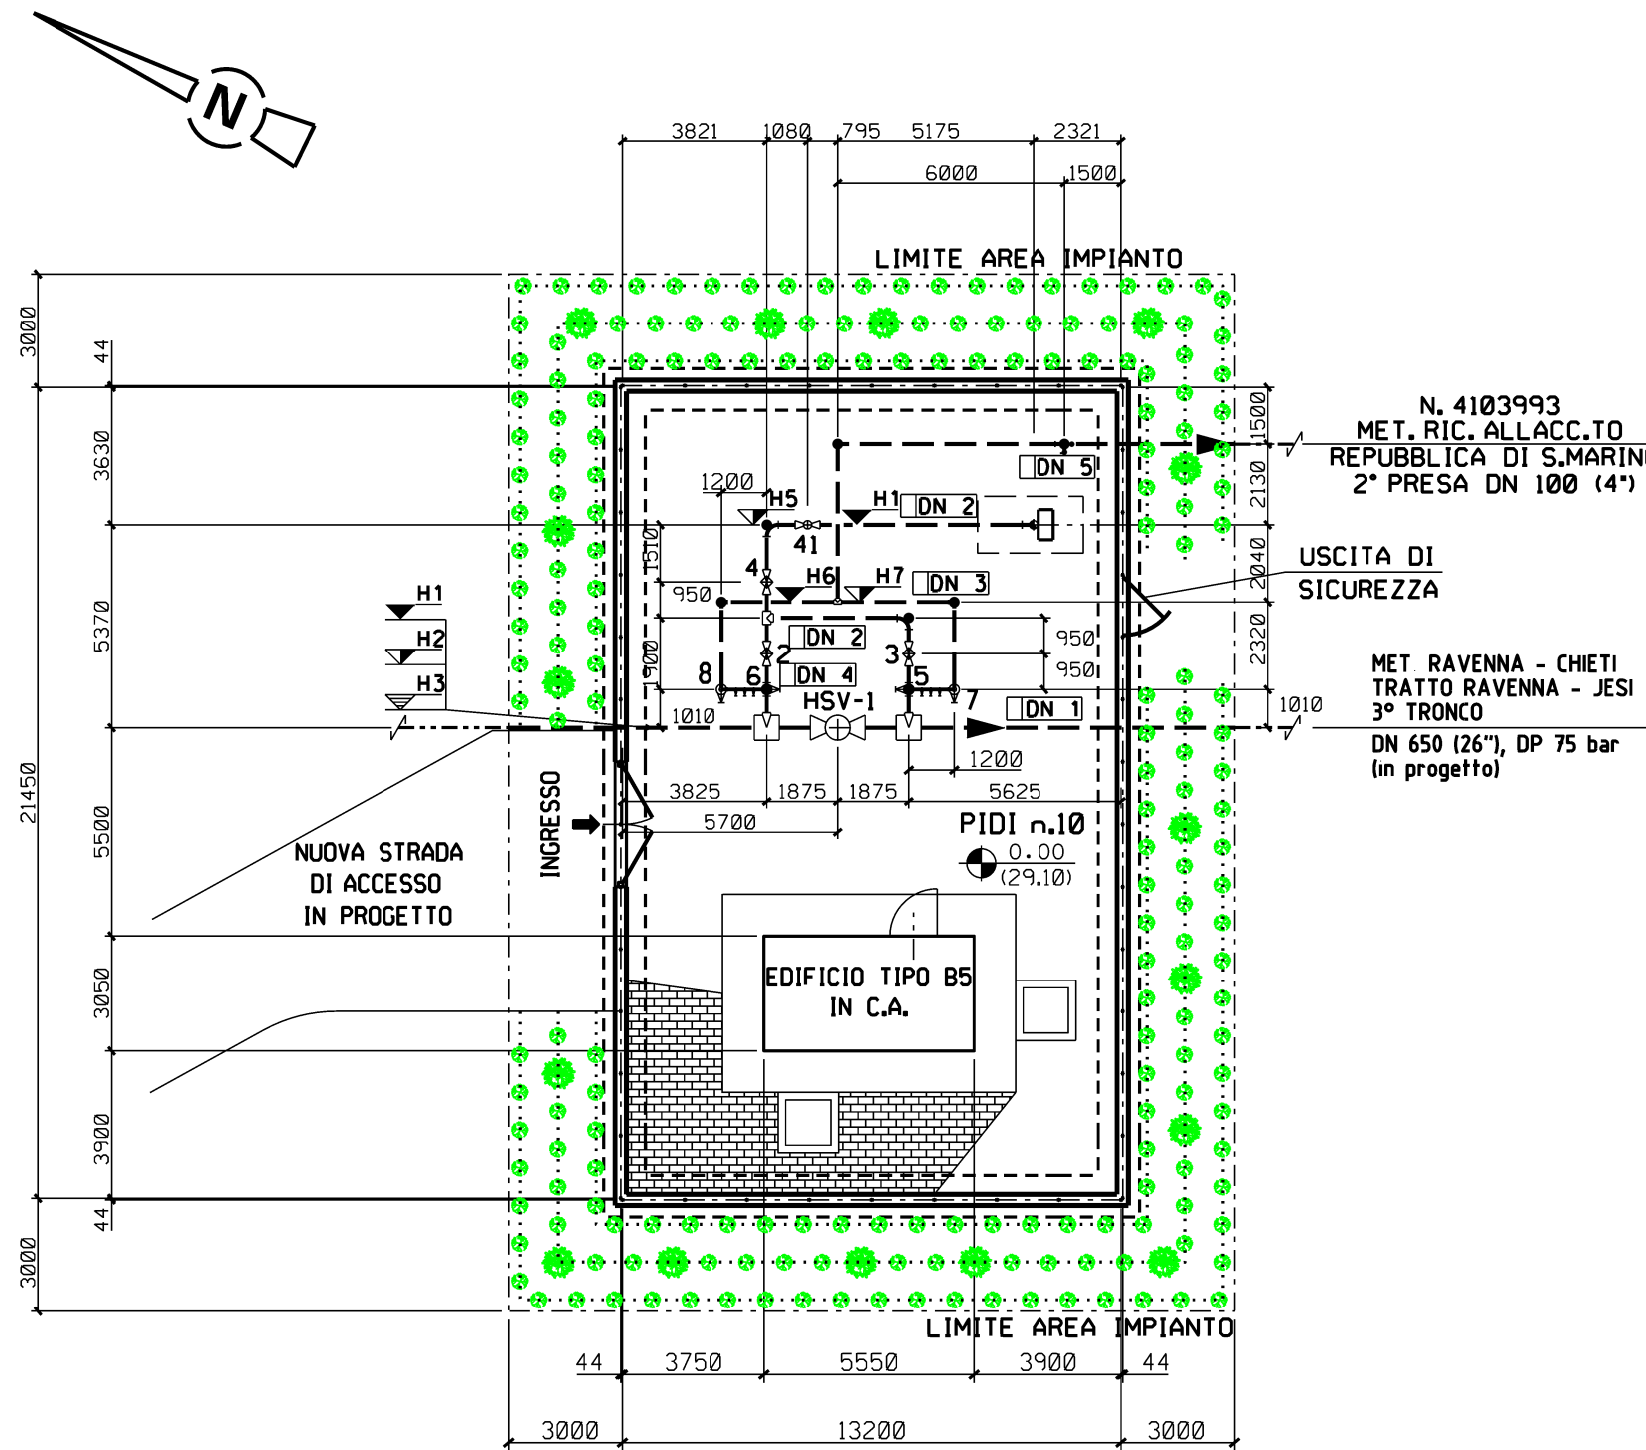 N
3821 1080 795 5175 2321
6000 1500
LIMITE AREA IMPIANTO
3000
44
3630
5370
21450
5500
3050
3900
44
3000
1500
2130
2040
2320
1010
N. 4103993
MET. RIC. ALLACC.TO
REPUBBLICA DI S.MARINO
2° PRESA DN 100 (4")
DN 5
1200 H5 H1 DN 2
41
1510
4
H6 H7 DN 3
950
USCITA DI
SICUREZZA
H1
H2
H3
DN 2
950
2 3
1900
950
8 6 DN 4 5
HSV-1 7 DN 1
1010
MET. RAVENNA - CHIETI
TRATTO RAVENNA - JESI
3° TRONCO
DN 650 (26"), DP 75 bar
(in progetto)
1200
3825 1875 1875 5625
5700
INGRESSO
PIDI n.10
0.00
(29.10)
NUOVA STRADA
DI ACCESSO
IN PROGETTO
EDIFICIO TIPO B5
IN C.A.
LIMITE AREA IMPIANTO
44 3750 5550 3900 44
3000 13200 3000